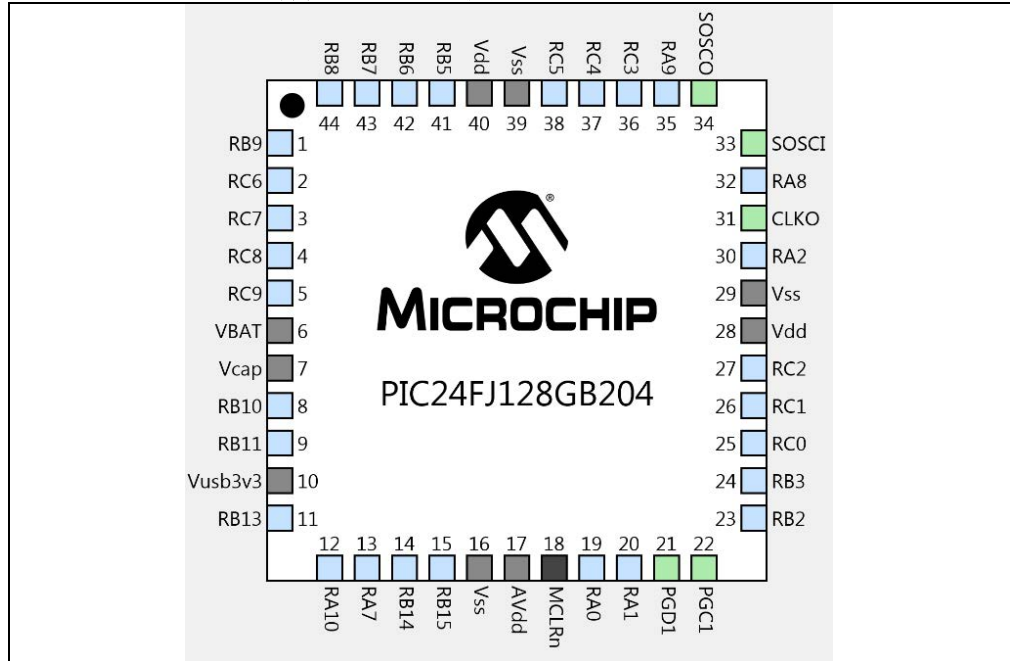 RB8 RB7 RB6 RB5 Vdd Vss RC5 RC4 RC3 RA9 SOSCO
44 43 42 41 40 39 38 37 36 35 34
RB9 1
RC6 2
RC7 3
RC8 4
RC9 5
VBAT 6
Vcap 7
RB10 8
RB11 9
Vusb3v3 10
RB13 11
MICROCHIP ®
PIC24FJ128GB204
33 SOSCI
32 RA8
31 CLKO
30 RA2
29 Vss
28 Vdd
27 RC2
26 RC1
25 RC0
24 RB3
23 RB2
12 13 14 15 16 17 18 19 20 21 22
RA10 RA7 RB14 RB15 Vss AVdd MCLRn RA0 RA1 PGD1 PGC1